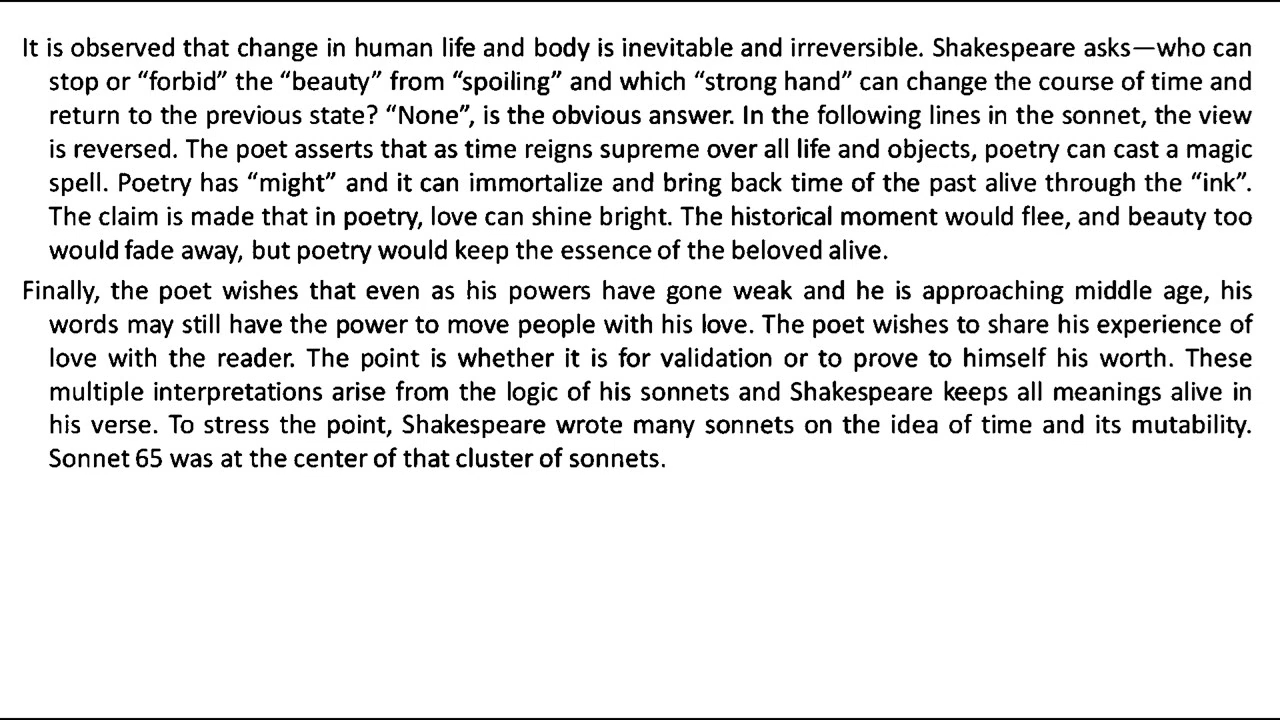 It is observed that change in human life and body is inevitable and irreversible. Shakespeare asks—who can
stop or “forbid” the “beauty” from “spoiling” and which “strong hand” can change the course of time and
return to the previous state? “None”, is the obvious answer. In the following lines in the sonnet, the view
is reversed. The poet asserts that as time reigns supreme over all life and objects, poetry can cast a magic
spell. Poetry has “might” and it can immortalize and bring back time of the past alive through the “ink”.
The claim is made that in poetry, love can shine bright. The historical moment would flee, and beauty too
would fade away, but poetry would keep the essence of the beloved alive.
Finally, the poet wishes that even as his powers have gone weak and he is approaching middle age, his
words may still have the power to move people with his love. The poet wishes to share his experience of
love with the reader. The point is whether it is for validation or to prove to himself his worth. These
multiple interpretations arise from the logic of his sonnets and Shakespeare keeps all meanings alive in
his verse. To stress the point, Shakespeare wrote many sonnets on the idea of time and its mutability.
Sonnet 65 was at the center of that cluster of sonnets.